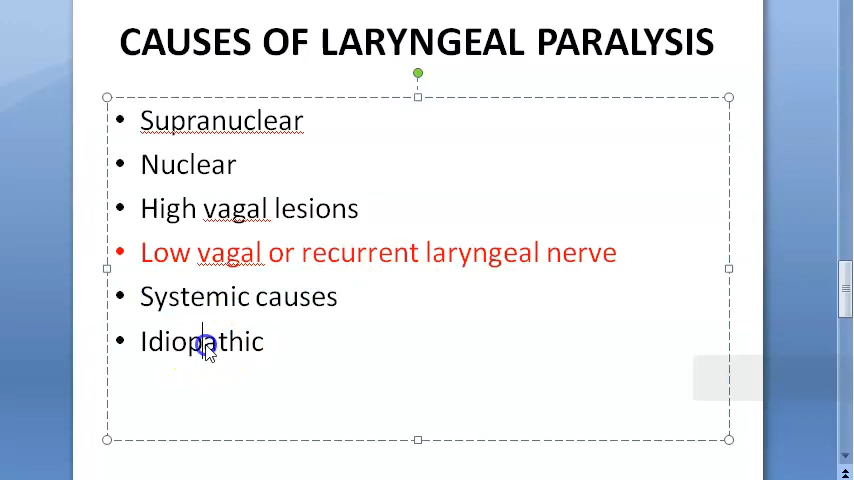 CAUSES OF LARYNGEAL PARALYSIS
• Supranuclear
• Nuclear
• High vagal lesions
• Low vagal or recurrent laryngeal nerve
• Systemic causes
• Idiopathic